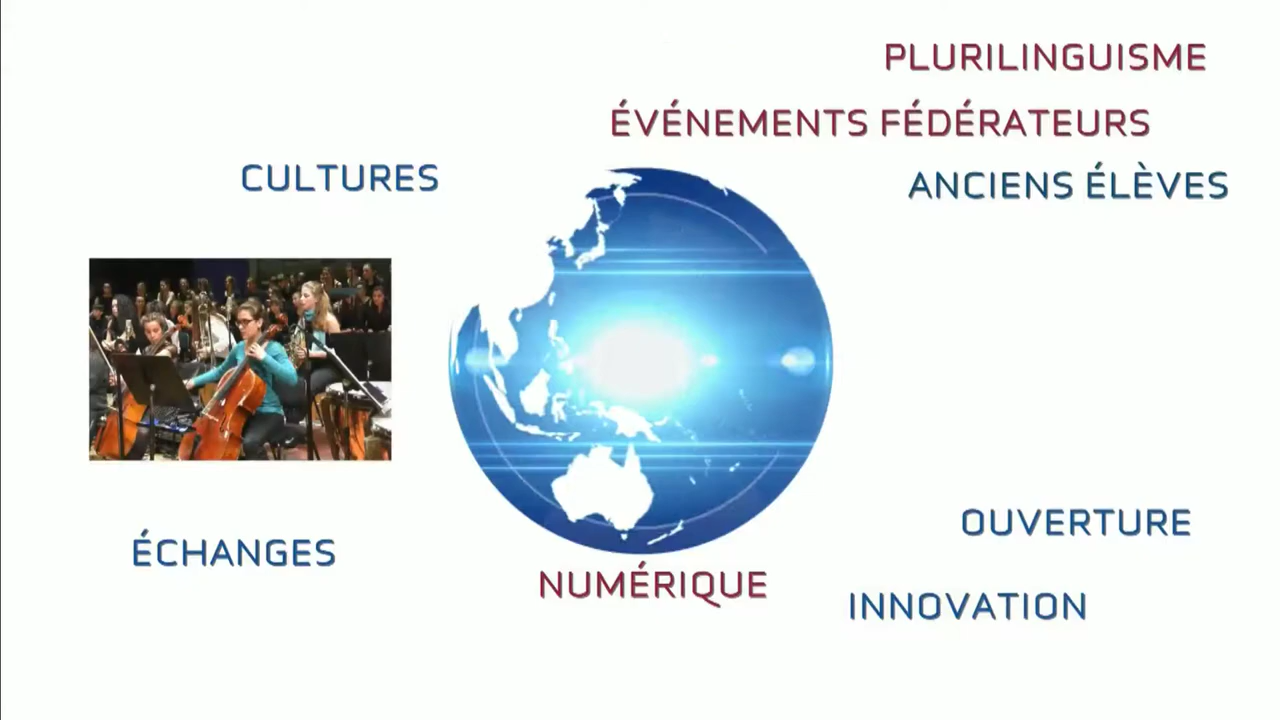 PLURILINGUISME
ÉVÉNEMENTS FÉDÉRATEURS
CULTURES
ANCIENS ÉLÈVES
OUVERTURE
ÉCHANGES
NUMÉRIQUE
INNOVATION